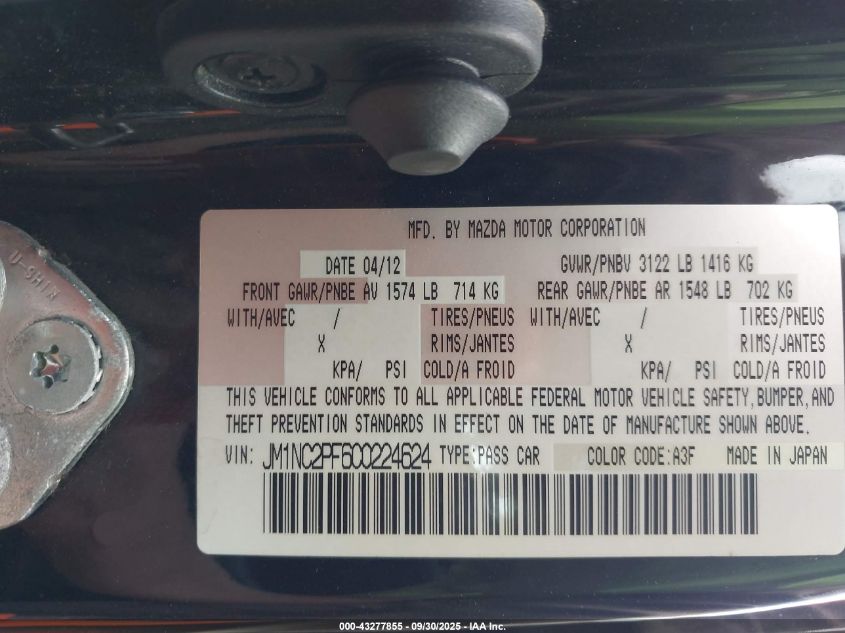 U-SHIN
MFD. BY MAZDA MOTOR CORPORATION
DATE 04/12 GVWR/PNBV 3122 LB 1416 KG
FRONT GAWR/PNBE AV 1574 LB 714 KG REAR GAWR/PNBE AR 1548 LB 702 KG
WITH/AVEC / TIRES/PNEUS WITH/AVEC / TIRES/PNEUS
X RIMS/JANTES X RIMS/JANTES
KPA/ PSI COLD/A FROID KPA/ PSI COLD/A FROID
THIS VEHICLE CONFORMS TO ALL APPLICABLE FEDERAL MOTOR VEHICLE SAFETY, BUMPER, AND
THEFT PREVENTION STANDARDS IN EFFECT ON THE DATE OF MANUFACTURE SHOWN ABOVE.
VIN: JM1NC2PF6C0224624 TYPE:PASS CAR COLOR CODE:A3F MADE IN JAPAN
000-43277855 - 09/30/2025 - IAA Inc.